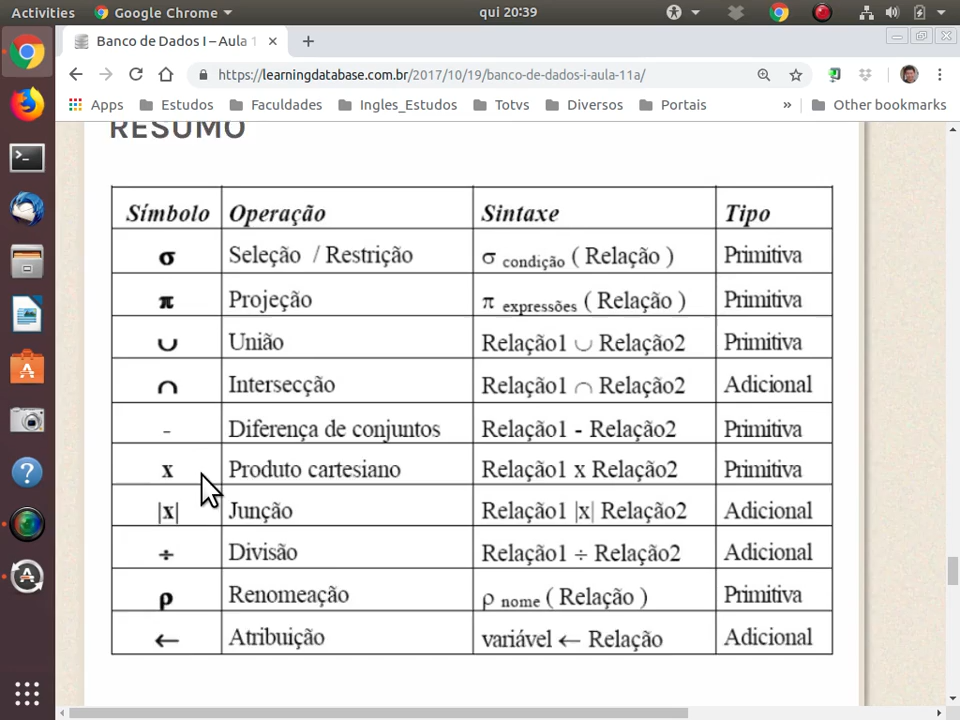 Activities Google Chrome qui 20:39
Banco de Dados I – Aula 1
https://learningdatabase.com.br/2017/10/19/banco-de-dados-i-aula-11a/
Apps Estudos Faculdades Ingles_Estudos Totvs Diversos Portais » Other bookmarks
RESUMO
Símbolo Operação Sintaxe Tipo
σ Seleção / Restrição σ condição ( Relação ) Primitiva
π Projeção π expressões ( Relação ) Primitiva
∪ União Relação1 ∪ Relação2 Primitiva
∩ Intersecção Relação1 ∩ Relação2 Adicional
- Diferença de conjuntos Relação1 - Relação2 Primitiva
x Produto cartesiano Relação1 x Relação2 Primitiva
|x| Junção Relação1 |x| Relação2 Adicional
÷ Divisão Relação1 ÷ Relação2 Adicional
ρ Renomeação ρ nome ( Relação ) Primitiva
← Atribuição variável ← Relação Adicional